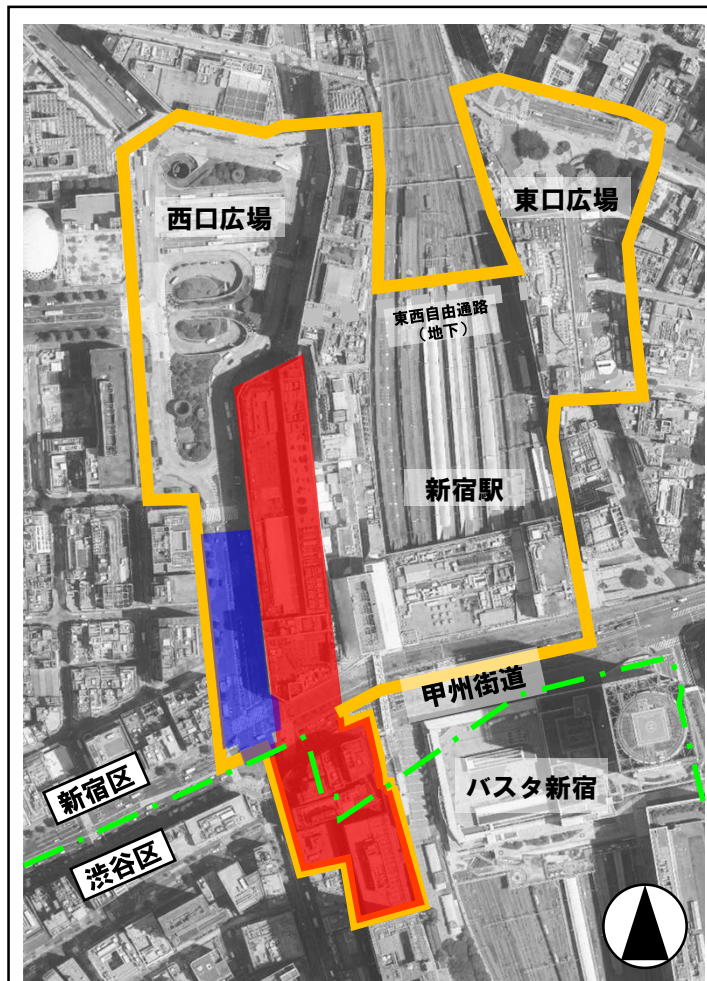 西口広場
東口広場
東西自由通路
（地下）
新宿駅
甲州街道
新宿区
バスタ新宿
渋谷区